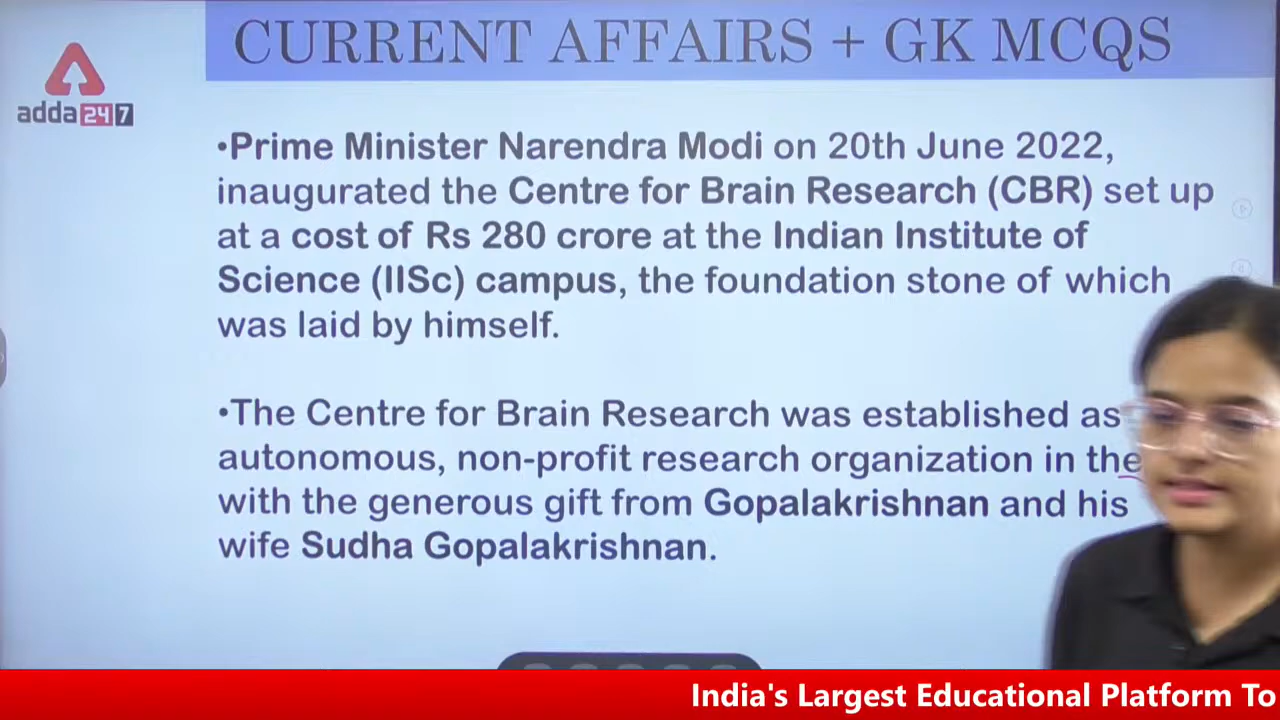 CURRENT AFFAIRS + GK MCQS
adda247
•Prime Minister Narendra Modi on 20th June 2022,
inaugurated the Centre for Brain Research (CBR) set up
at a cost of Rs 280 crore at the Indian Institute of
Science (IISc) campus, the foundation stone of which
was laid by himself.
•The Centre for Brain Research was established as
autonomous, non-profit research organization in the
with the generous gift from Gopalakrishnan and his
wife Sudha Gopalakrishnan.
India's Largest Educational Platform To